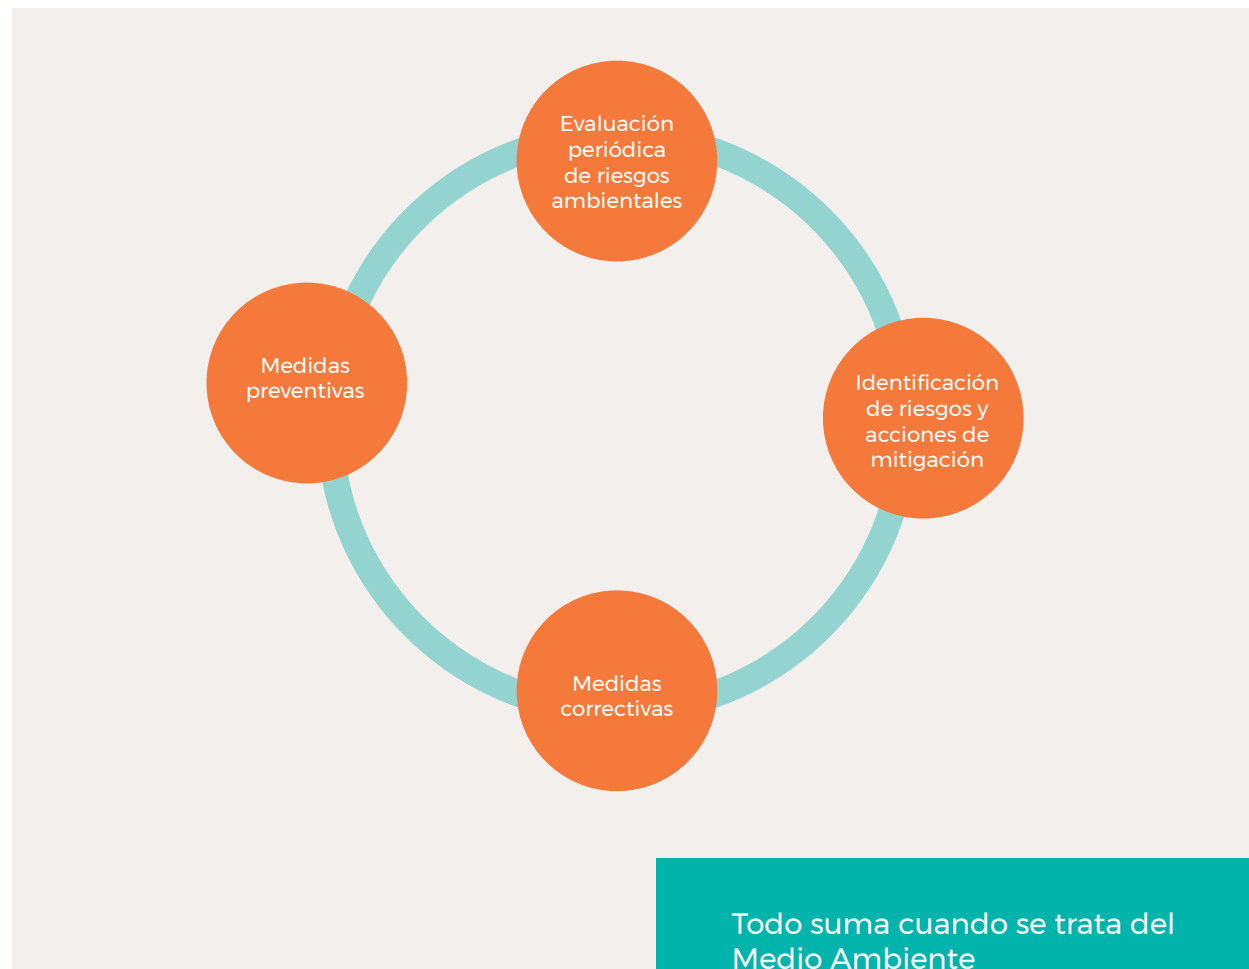 Evaluación
periódica
de riesgos
ambientales
Identificación
de riesgos y
acciones de
mitigación
Medidas
correctivas
Medidas
preventivas
Todo suma cuando se trata del
Medio Ambiente